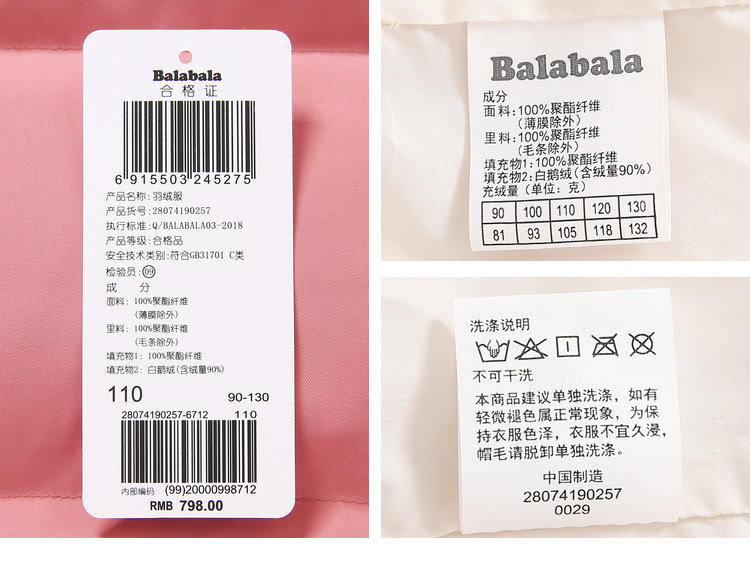 Balabala
合格证
6 915503 245275
产品名称: 羽绒服
产品货号: 28074190257
执行标准: Q/BALABALA03-2018
产品等级: 合格品
安全技术类别: 符合GB31701 C类
检验员: 09
成 分
面料: 100%聚酯纤维
(薄膜除外)
里料: 100%聚酯纤维
(毛条除外)
填充物1: 100%聚酯纤维
填充物2: 白鹅绒(含绒量90%)
110 90-130
28074190257-6712 110
内部编码 (99)20000998712
RMB 798.00
Balabala
成分
面料: 100%聚酯纤维
(薄膜除外)
里料: 100%聚酯纤维
(毛条除外)
填充物1: 100%聚酯纤维
填充物2: 白鹅绒(含绒量90%)
充绒量 (单位: 克)
90 100 110 120 130
81 93 105 118 132
洗涤说明
不可干洗
本商品建议单独洗涤, 如有
轻微褪色属正常现象, 为保
持衣服色泽, 衣服不宜久浸,
帽毛请脱卸单独洗涤。
中国制造
28074190257
0029